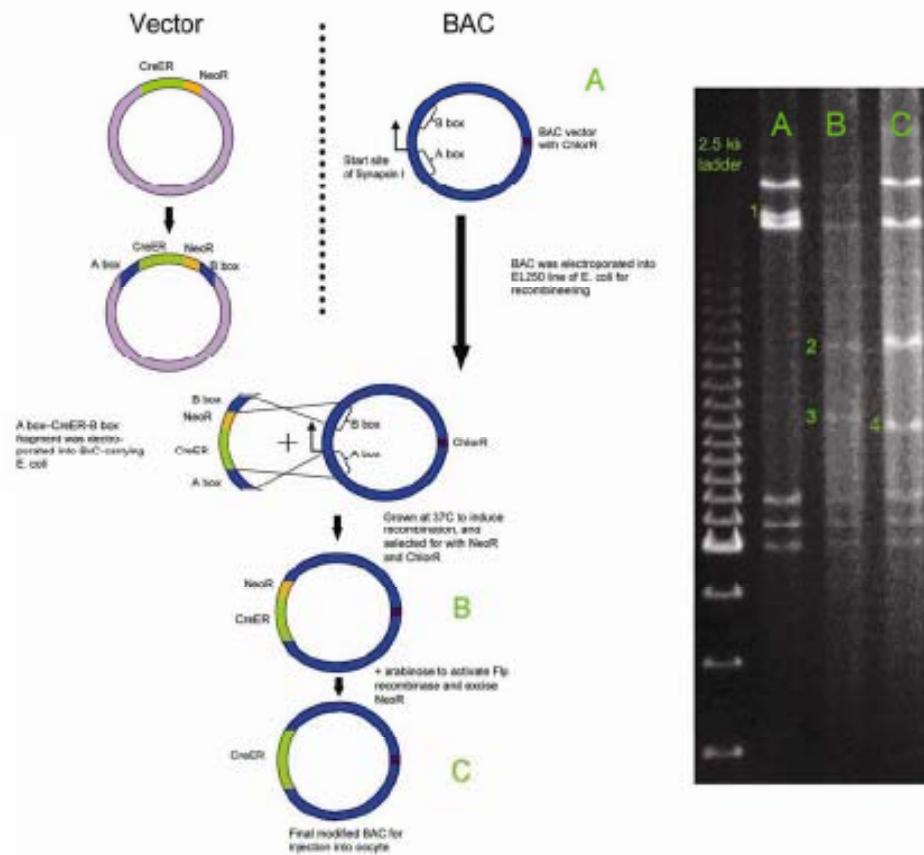 Vector
BAC
CreER
NeoR
A
B box
A box
Start site
of Synapsin I
BAC vector
with ChlorR
CreER
A box
NeoR
B box
BAC was electroporated into
EL250 line of E. coli for
recombineering
B box
NeoR
CreER
A box
A box-CreER-B box
fragment was electro-
porated into BAC-carrying
E. coli
+
B box
A box
ChlorR
Grown at 37C to induce
recombination, and
selected for with NeoR
and ChlorR
NeoR
CreER
B
+ arabinose to activate Flp
recombinase and excise
NeoR
CreER
C
Final modified BAC for
injection into oocyte
A
B
C
2.5 kb
ladder
1
2
3
4